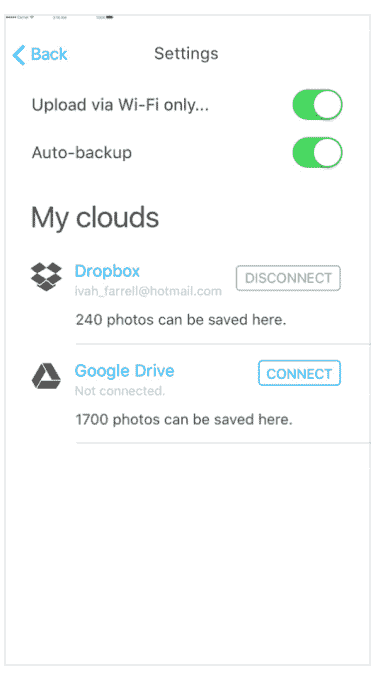 Back
Settings
Upload via Wi-Fi only...
Auto-backup
My clouds
Dropbox
DISCONNECT
ivah_farrell@hotmail.com
240 photos can be saved here.
Google Drive
CONNECT
Not connected.
1700 photos can be saved here.